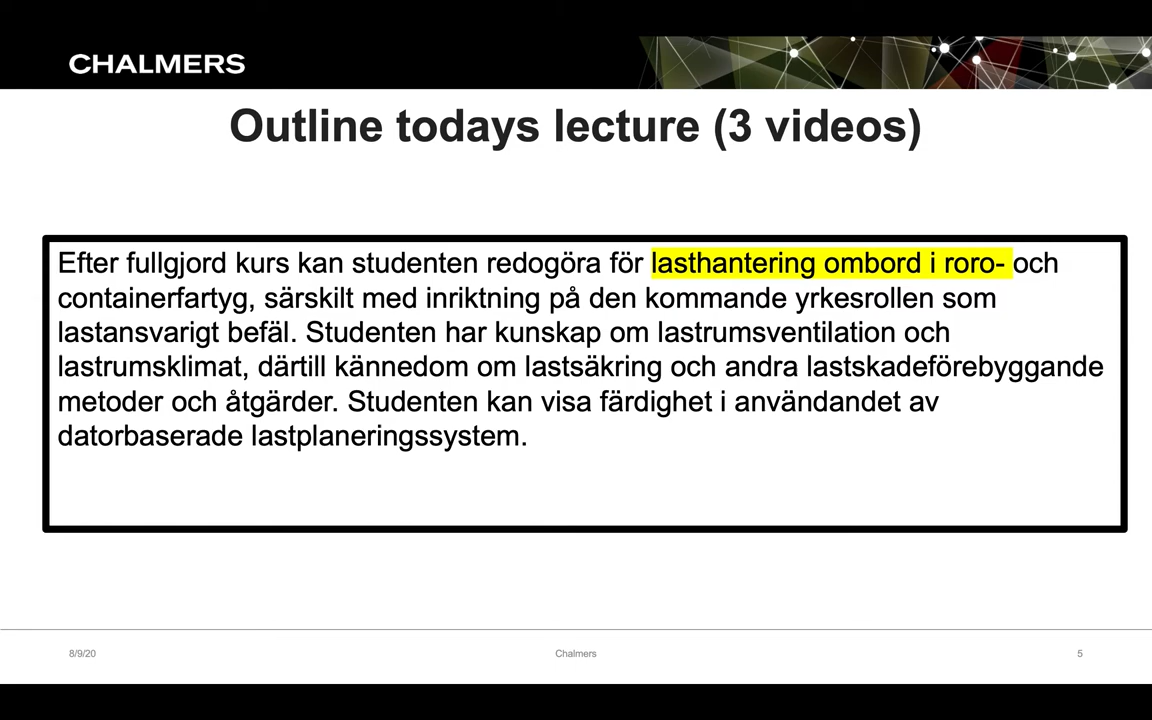 CHALMERS
Outline todays lecture (3 videos)
Efter fullgjord kurs kan studenten redogöra för lasthantering ombord i roro- och
containerfartyg, särskilt med inriktning på den kommande yrkesrollen som
lastansvarigt befäl. Studenten har kunskap om lastrumsventilation och
lastrumsklimat, därtill kännedom om lastsäkring och andra lastskadeförebyggande
metoder och åtgärder. Studenten kan visa färdighet i användandet av
datorbaserade lastplaneringssystem.
8/9/20
Chalmers
5